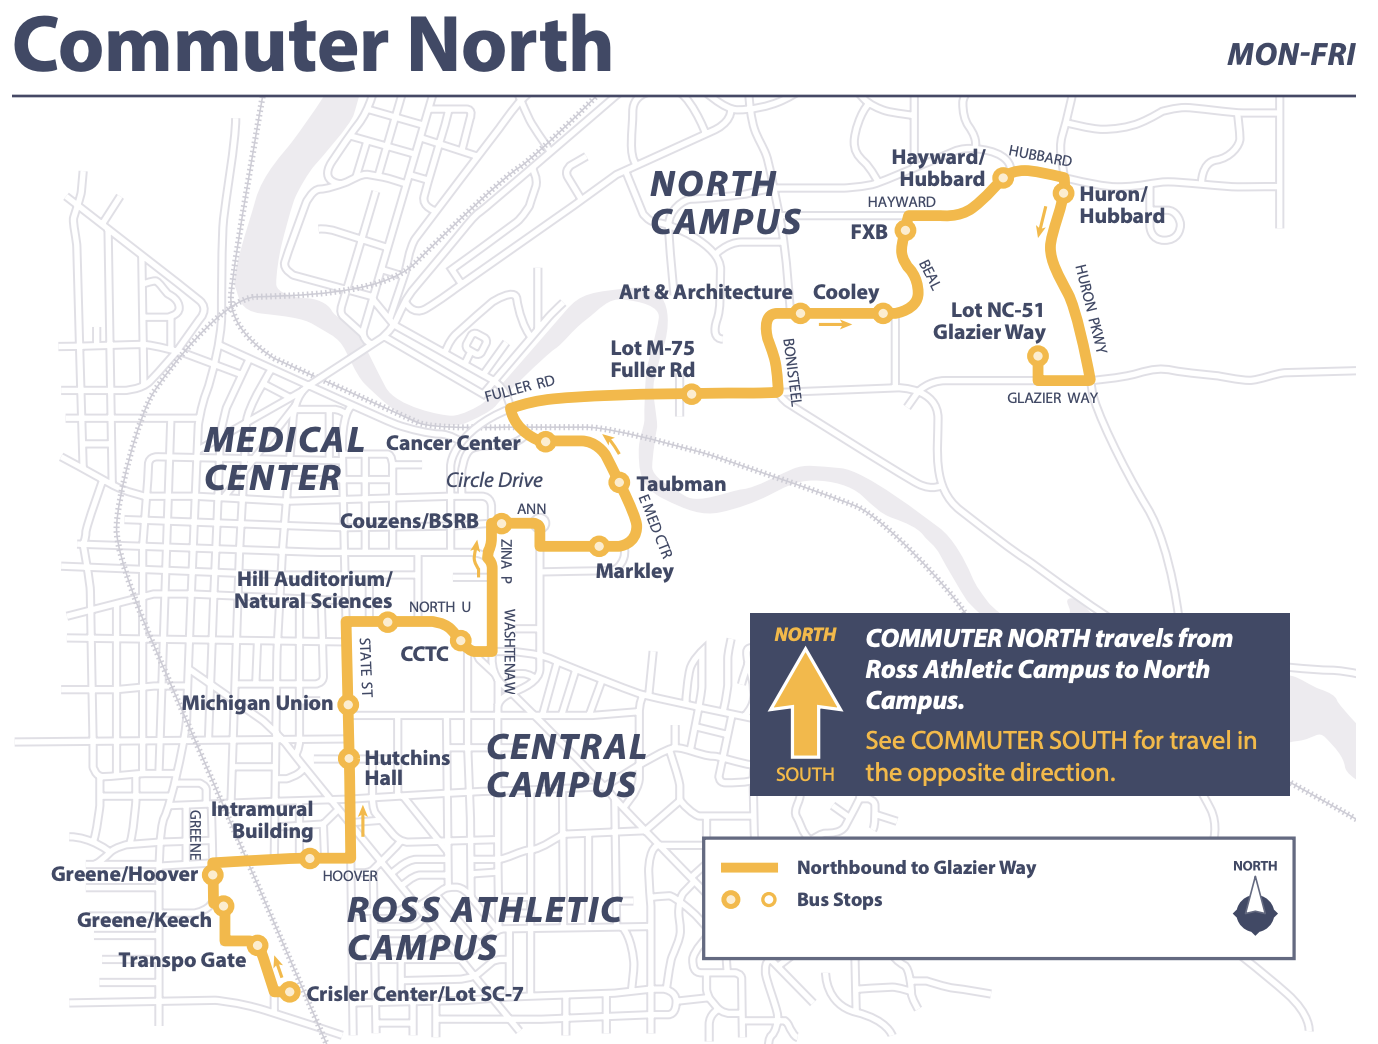 Commuter North
MON-FRI
NORTH
CAMPUS
Hayward/
Hubbard
HUBBARD
Huron/
Hubbard
HAYWARD
FXB
BEAL
HURON PKWY
Art & Architecture
Cooley
Lot NC-51
Glazier Way
GLAZIER WAY
BONISTEEL
Lot M-75
Fuller Rd
FULLER RD
MEDICAL
CENTER
Cancer Center
Circle Drive
Taubman
E MED CTR
ANN
Couzens/BSRB
Markley
ZINA P
WASHTENAW
Hill Auditorium/
Natural Sciences
NORTH U
CCTC
STATE ST
Michigan Union
Hutchins
Hall
CENTRAL
CAMPUS
Intramural
Building
GREENE
HOOVER
Greene/Hoover
Greene/Keech
Transpo Gate
Crisler Center/Lot SC-7
ROSS ATHLETIC
CAMPUS
NORTH
SOUTH
COMMUTER NORTH travels from
Ross Athletic Campus to North
Campus.
See COMMUTER SOUTH for travel in
the opposite direction.
Northbound to Glazier Way
Bus Stops
NORTH